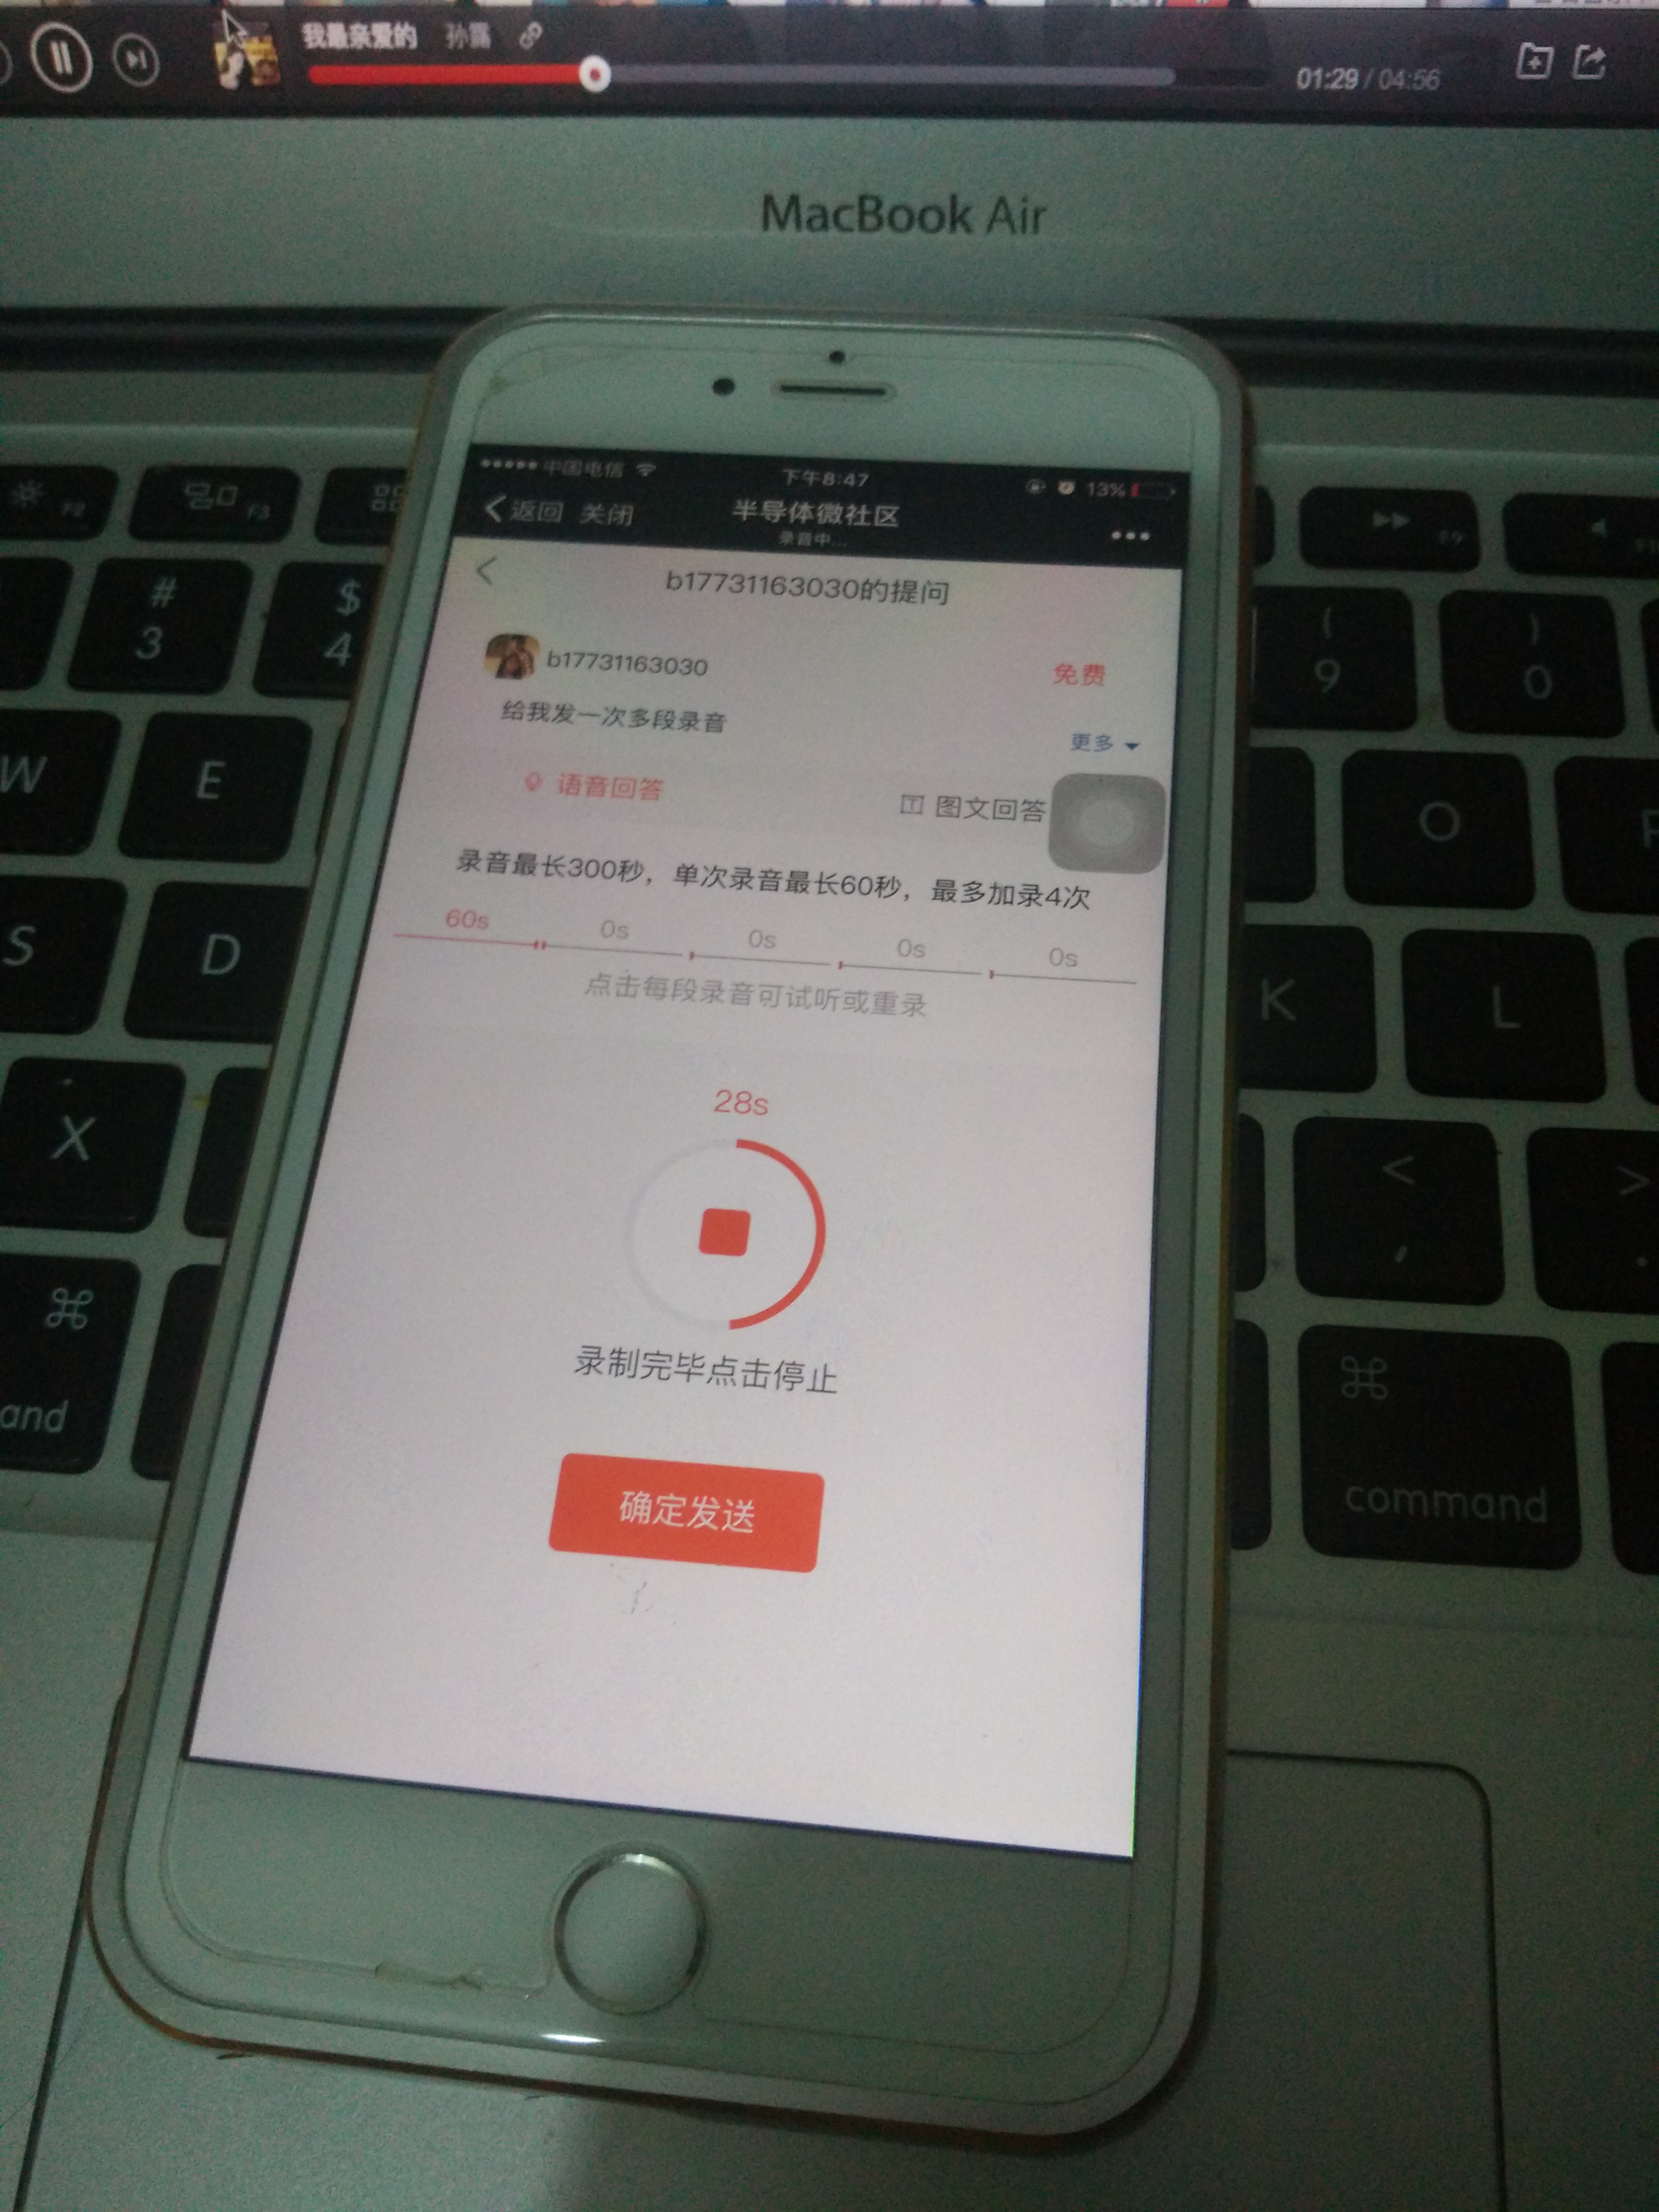 我最亲爱的 孙露
01:29 / 04:56
MacBook Air
中国电信 下午8:47 13%
返回 关闭 半导体微社区
录音中...
b17731163030的提问
b17731163030 免费
给我发一次多段录音
更多
语音回答 图文回答
录音最长300秒，单次录音最长60秒，最多加录4次
60s 0s 0s 0s 0s
点击每段录音可试听或重录
28s
录制完毕点击停止
确定发送
F2 F3 F9
# $ ( )
3 4 9 0
W E O
S D K L
X < >
, .
⌘ ⌘
and command